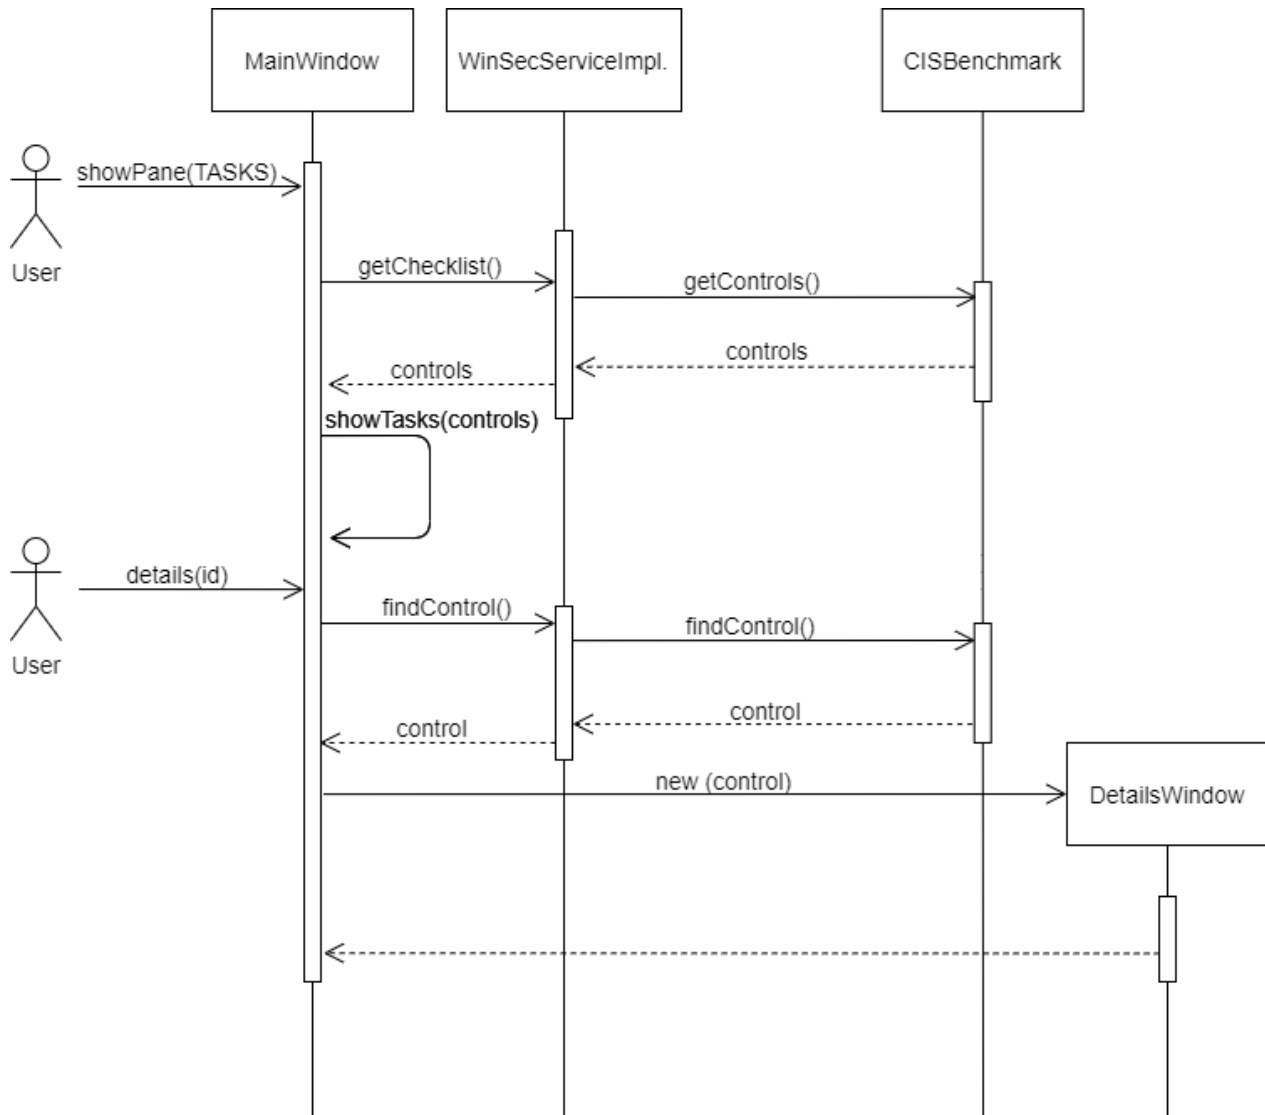 MainWindow
WinSecServiceImpl.
CISBenchmark
showPane(TASKS)
User
getChecklist()
getControls()
controls
controls
showTasks(controls)
details(id)
User
findControl()
findControl()
control
control
new (control)
DetailsWindow